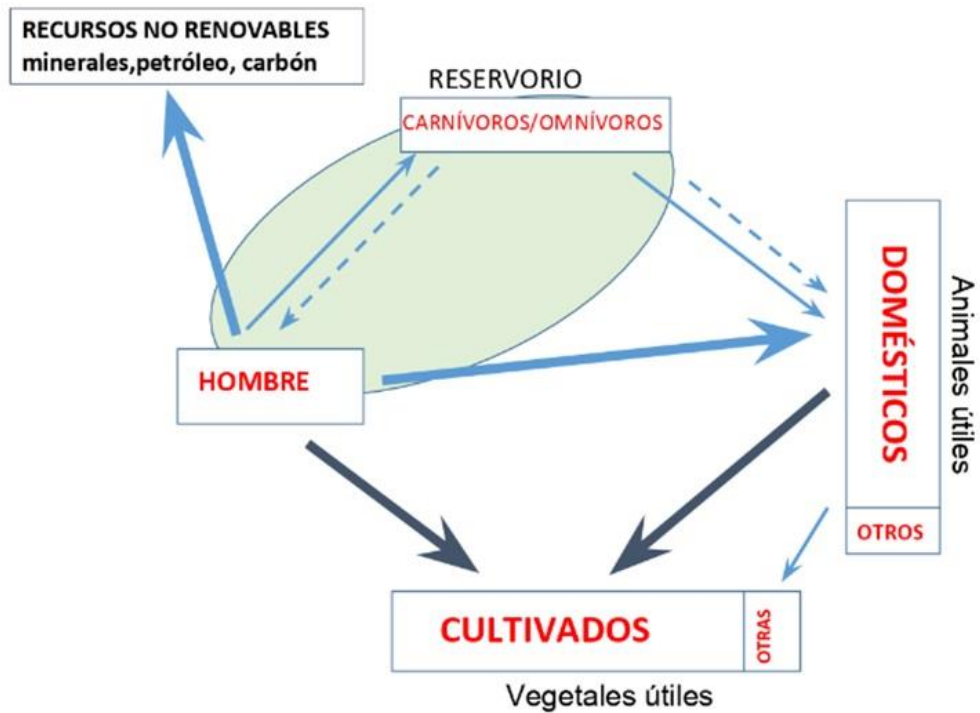 RECURSOS NO RENOVABLES
minerales,petróleo, carbón
RESERVORIO
CARNÍVOROS/OMNÍVOROS
HOMBRE
DOMÉSTICOS
Animales útiles
OTROS
CULTIVADOS
OTRAS
Vegetales útiles